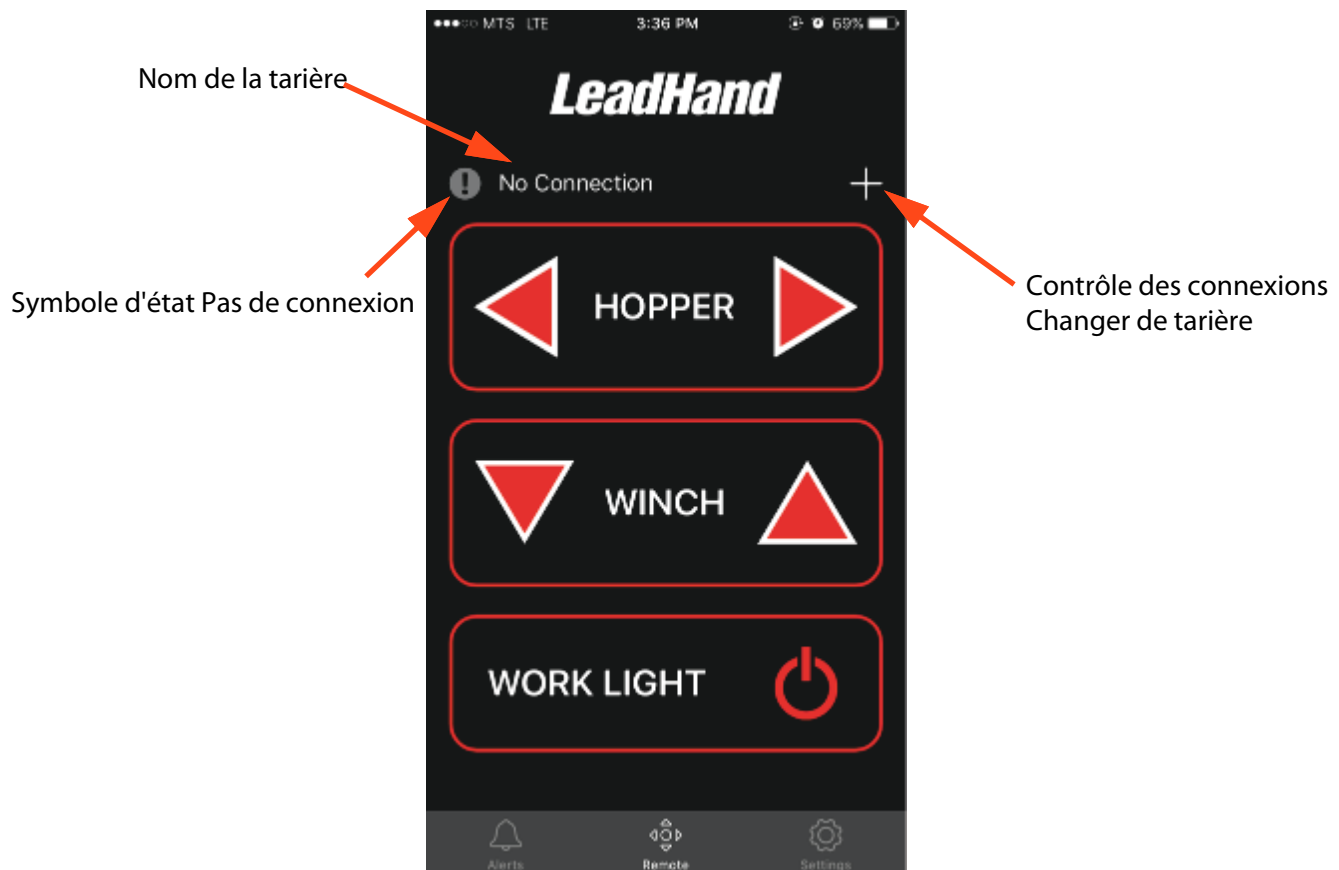 MTS LTE 3:36 PM 69%
LeadHand
Nom de la tarière
No Connection
Symbole d'état Pas de connexion
Contrôle des connexions
Changer de tarière
HOPPER
WINCH
WORK LIGHT
Alerts Remote Settings